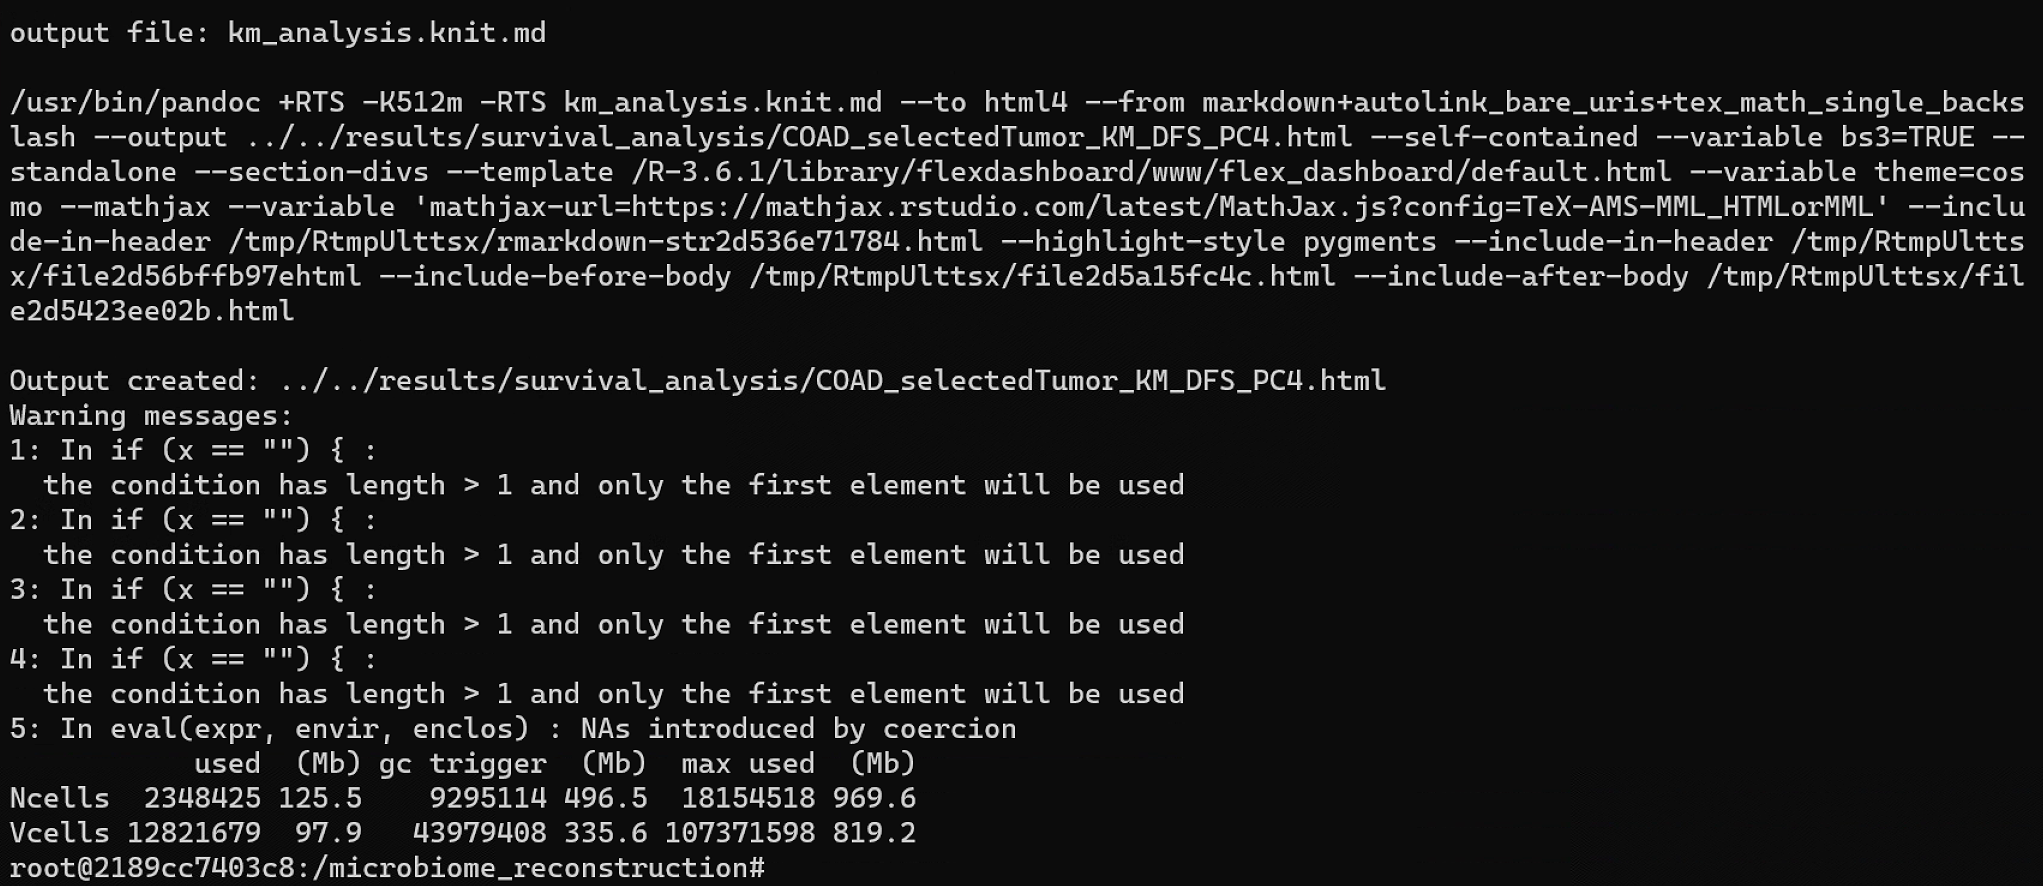 output file: km_analysis.knit.md
/usr/bin/pandoc +RTS -K512m -RTS km_analysis.knit.md --to html4 --from markdown+autolink_bare_uris+tex_math_single_backs
lash --output ../../results/survival_analysis/COAD_selectedTumor_KM_DFS_PC4.html --self-contained --variable bs3=TRUE --
standalone --section-divs --template /R-3.6.1/library/flexdashboard/www/flex_dashboard/default.html --variable theme=cos
mo --mathjax --variable 'mathjax-url=https://mathjax.rstudio.com/latest/MathJax.js?config=TeX-AMS-MML_HTMLorMML' --inclu
de-in-header /tmp/RtmpUlttsx/rmarkdown-str2d536e71784.html --highlight-style pygments --include-in-header /tmp/RtmpUltts
x/file2d56bffb97ehtml --include-before-body /tmp/RtmpUlttsx/file2d5a15fc4c.html --include-after-body /tmp/RtmpUlttsx/fil
e2d5423ee02b.html
Output created: ../../results/survival_analysis/COAD_selectedTumor_KM_DFS_PC4.html
Warning messages:
1: In if (x == "") { :
  the condition has length > 1 and only the first element will be used
2: In if (x == "") { :
  the condition has length > 1 and only the first element will be used
3: In if (x == "") { :
  the condition has length > 1 and only the first element will be used
4: In if (x == "") { :
  the condition has length > 1 and only the first element will be used
5: In eval(expr, envir, enclos) : NAs introduced by coercion
           used  (Mb) gc trigger  (Mb)  max used  (Mb)
Ncells  2348425 125.5    9295114 496.5  18154518 969.6
Vcells 12821679  97.9   43979408 335.6 107371598 819.2
root@2189cc7403c8:/microbiome_reconstruction#